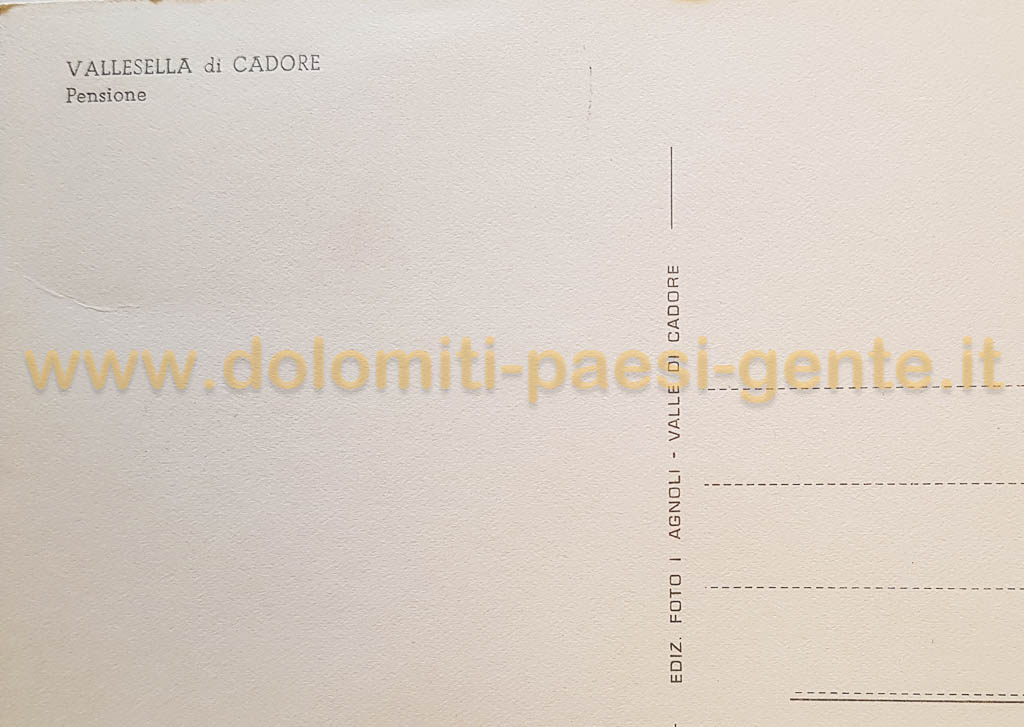 VALLESELLA di CADORE
Pensione
www.dolomiti-paesi-gente.it
- EDIZ. FOTO I AGNOLI - VALLE DI CADORE